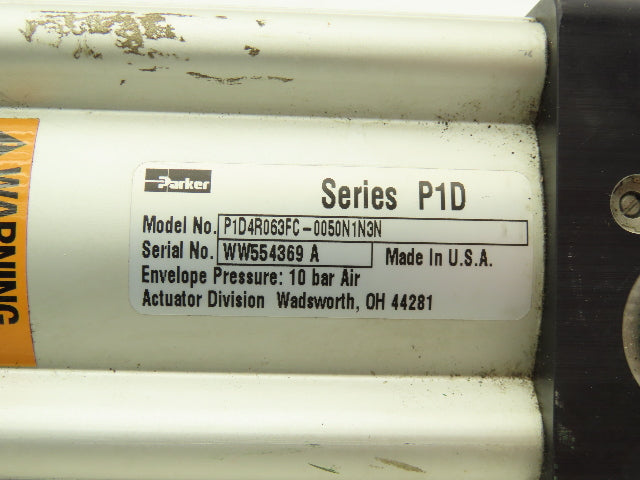 WARNING
Parker
Series P1D
Model No. P1D4R063FC-0050N1N3N
Serial No. WW554369 A Made In U.S.A.
Envelope Pressure: 10 bar Air
Actuator Division Wadsworth, OH 44281